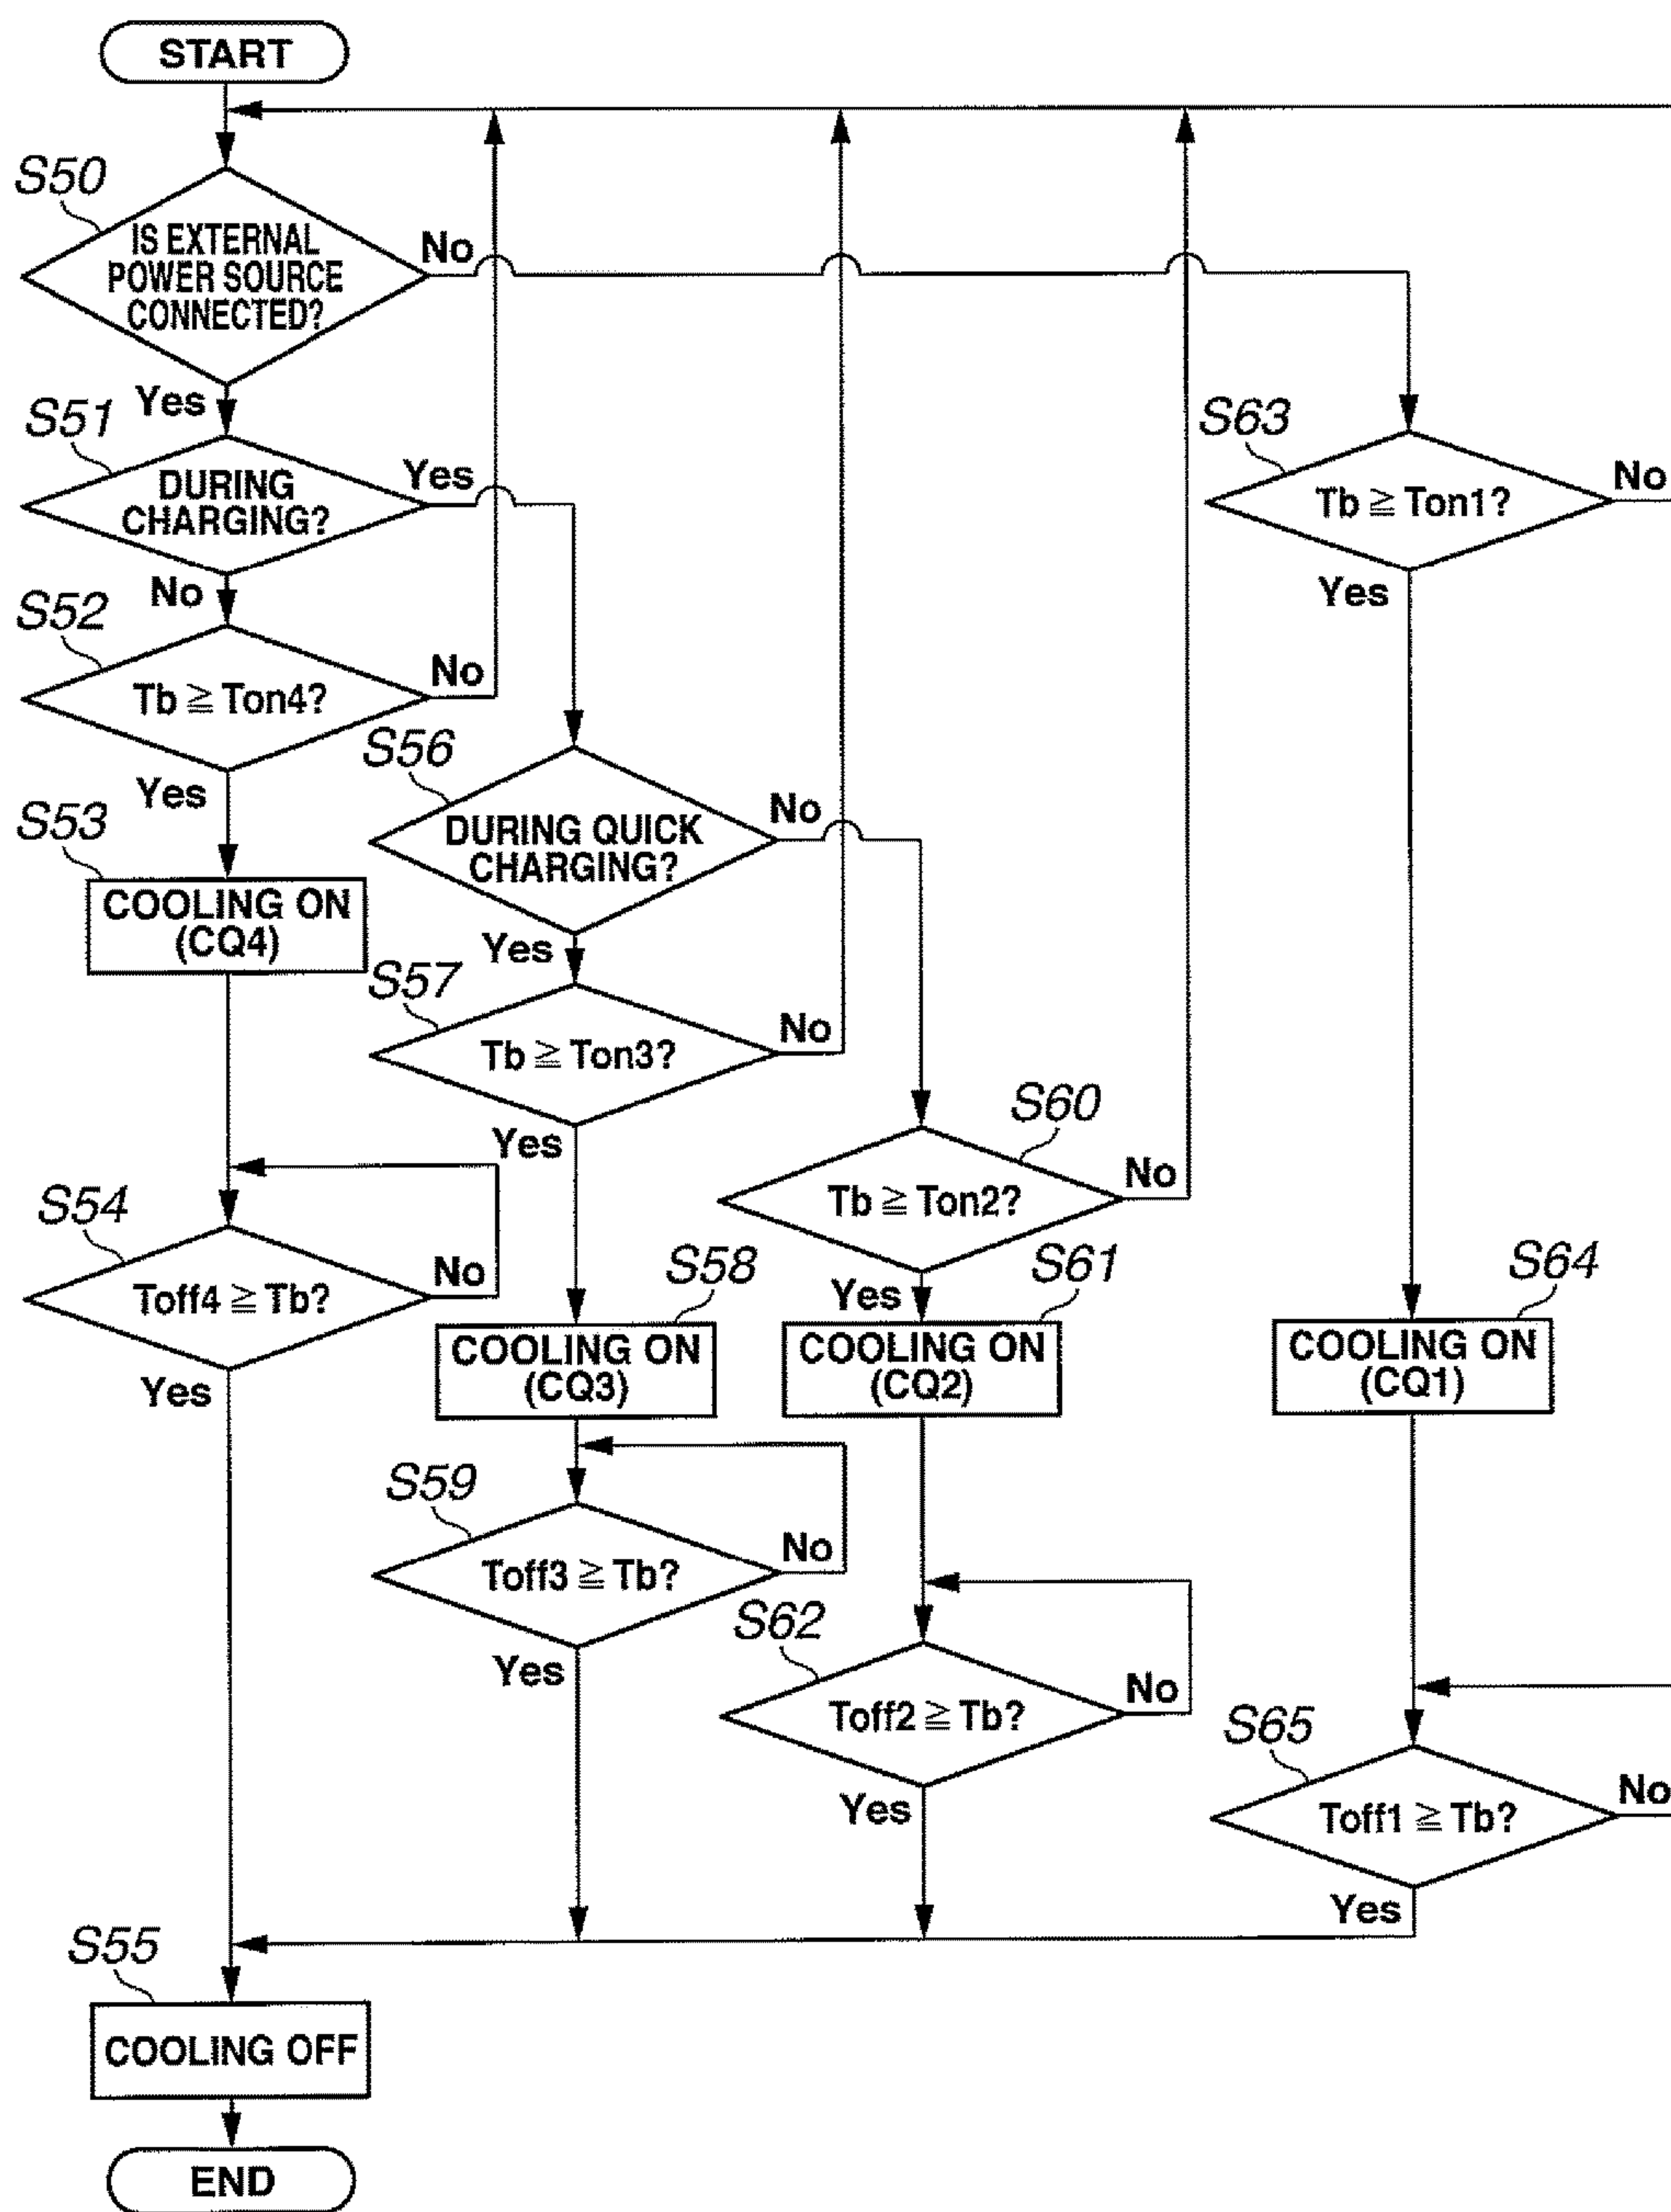 START
S50
IS EXTERNAL
POWER SOURCE
CONNECTED?
No
Yes
S51
DURING
CHARGING?
Yes
No
S52
Tb ≧ Ton4?
No
Yes
S53
COOLING ON
(CQ4)
S54
Toff4 ≧ Tb?
No
Yes
S55
COOLING OFF
END
S56
DURING QUICK
CHARGING?
No
Yes
S57
Tb ≧ Ton3?
No
Yes
S58
COOLING ON
(CQ3)
S59
Toff3 ≧ Tb?
No
Yes
S60
Tb ≧ Ton2?
No
Yes
S61
COOLING ON
(CQ2)
S62
Toff2 ≧ Tb?
No
Yes
S63
Tb ≧ Ton1?
No
Yes
S64
COOLING ON
(CQ1)
S65
Toff1 ≧ Tb?
No
Yes